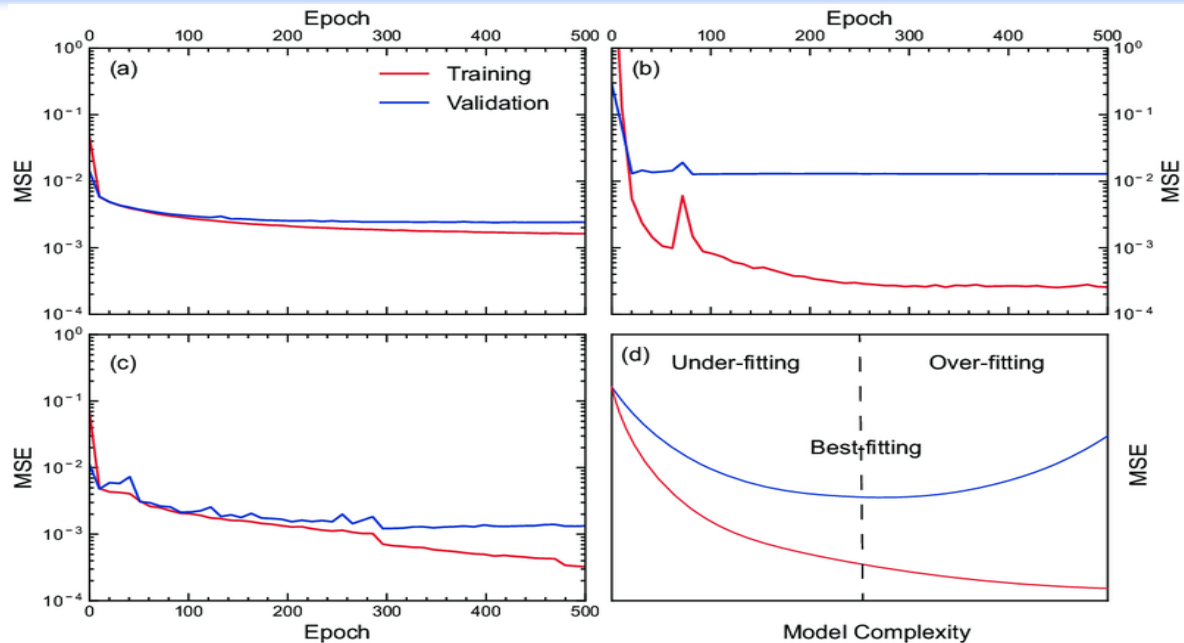 Epoch
Epoch
0 100 200 300 400 500
0 100 200 300 400 500
10⁰
10⁻¹
10⁻²
10⁻³
10⁻⁴
MSE
(a)
Training
Validation
(b)
10⁰
10⁻¹
10⁻²
10⁻³
10⁻⁴
MSE
10⁰
10⁻¹
10⁻²
10⁻³
10⁻⁴
MSE
(c)
0 100 200 300 400 500
Epoch
(d)
Under-fitting
Over-fitting
Best-fitting
MSE
Model Complexity